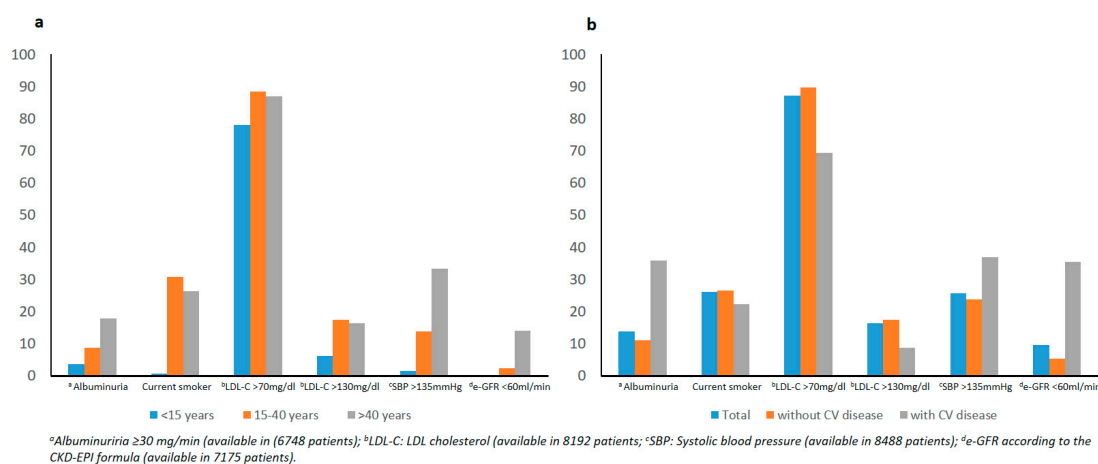 a
100
90
80
70
60
50
40
30
20
10
0
ᵃ Albuminuria Current smoker ᵇLDL-C >70mg/dl ᵇLDL-C >130mg/dl ᶜSBP >135mmHg ᵈe-GFR <60ml/min
<15 years 15-40 years >40 years
b
100
90
80
70
60
50
40
30
20
10
0
ᵃ Albuminuria Current smoker ᵇLDL-C >70mg/dl ᵇLDL-C >130mg/dl ᶜSBP >135mmHg ᵈe-GFR <60ml/min
Total without CV disease with CV disease
ᵃAlbuminuriria ≥30 mg/min (available in (6748 patients); ᵇLDL-C: LDL cholesterol (available in 8192 patients; ᶜSBP: Systolic blood pressure (available in 8488 patients); ᵈe-GFR according to the
CKD-EPI formula (available in 7175 patients).